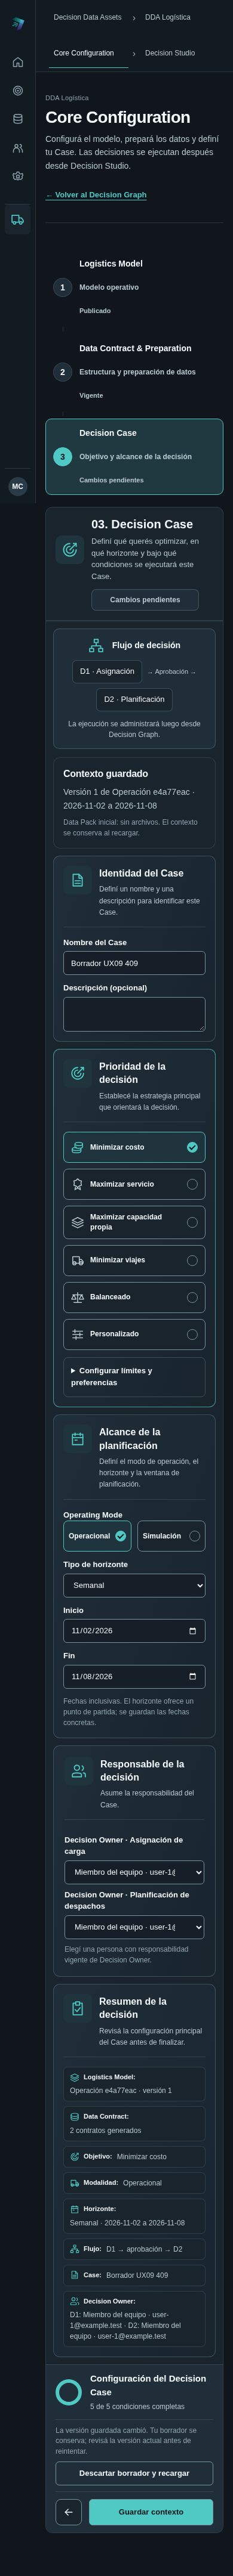 Decision Data Assets › DDA Logística
Core Configuration › Decision Studio
DDA Logística
Core Configuration
Configurá el modelo, prepará los datos y definí
tu Case. Las decisiones se ejecutan después
desde Decision Studio.
← Volver al Decision Graph
Logistics Model
1 Modelo operativo
Publicado
Data Contract & Preparation
2 Estructura y preparación de datos
Vigente
Decision Case
3 Objetivo y alcance de la decisión
Cambios pendientes
MC
03. Decision Case
Definí qué querés optimizar, en
qué horizonte y bajo qué
condiciones se ejecutará este
Case.
Cambios pendientes
Flujo de decisión
D1 · Asignación → Aprobación →
D2 · Planificación
La ejecución se administrará luego desde
Decision Graph.
Contexto guardado
Versión 1 de Operación e4a77eac ·
2026-11-02 a 2026-11-08
Data Pack inicial: sin archivos. El contexto
se conserva al recargar.
Identidad del Case
Definí un nombre y una
descripción para identificar este
Case.
Nombre del Case
Borrador UX09 409
Descripción (opcional)
Prioridad de la
decisión
Establecé la estrategia principal
que orientará la decisión.
Minimizar costo
Maximizar servicio
Maximizar capacidad
propia
Minimizar viajes
Balanceado
Personalizado
▶ Configurar límites y
preferencias
Alcance de la
planificación
Definí el modo de operación, el
horizonte y la ventana de
planificación.
Operating Mode
Operacional Simulación
Tipo de horizonte
Semanal
Inicio
11/02/2026
Fin
11/08/2026
Fechas inclusivas. El horizonte ofrece un
punto de partida; se guardan las fechas
concretas.
Responsable de la
decisión
Asume la responsabilidad del
Case.
Decision Owner · Asignación de
carga
Miembro del equipo · user-1@
Decision Owner · Planificación de
despachos
Miembro del equipo · user-1@
Elegí una persona con responsabilidad
vigente de Decision Owner.
Resumen de la
decisión
Revisá la configuración principal
del Case antes de finalizar.
Logistics Model:
Operación e4a77eac · versión 1
Data Contract:
2 contratos generados
Objetivo: Minimizar costo
Modalidad: Operacional
Horizonte:
Semanal · 2026-11-02 a 2026-11-08
Flujo: D1 → aprobación → D2
Case: Borrador UX09 409
Decision Owner:
D1: Miembro del equipo · user-
1@example.test · D2: Miembro del
equipo · user-1@example.test
Configuración del Decision
Case
5 de 5 condiciones completas
La versión guardada cambió. Tu borrador se
conserva; revisá la versión actual antes de
reintentar.
Descartar borrador y recargar
← Guardar contexto